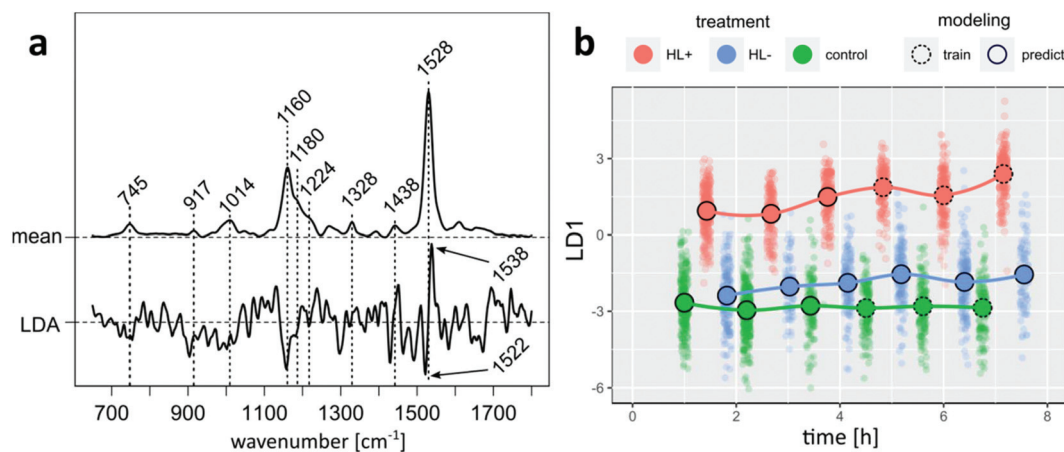 a
1528
1160
1180
1224
745
917
1014
1328
1438
mean
1538
LDA
1522
700 900 1100 1300 1500 1700
wavenumber [cm⁻¹]
b
treatment modeling
HL+ HL- control train predict
3
0
-3
-6
LD1
0 2 4 6 8
time [h]